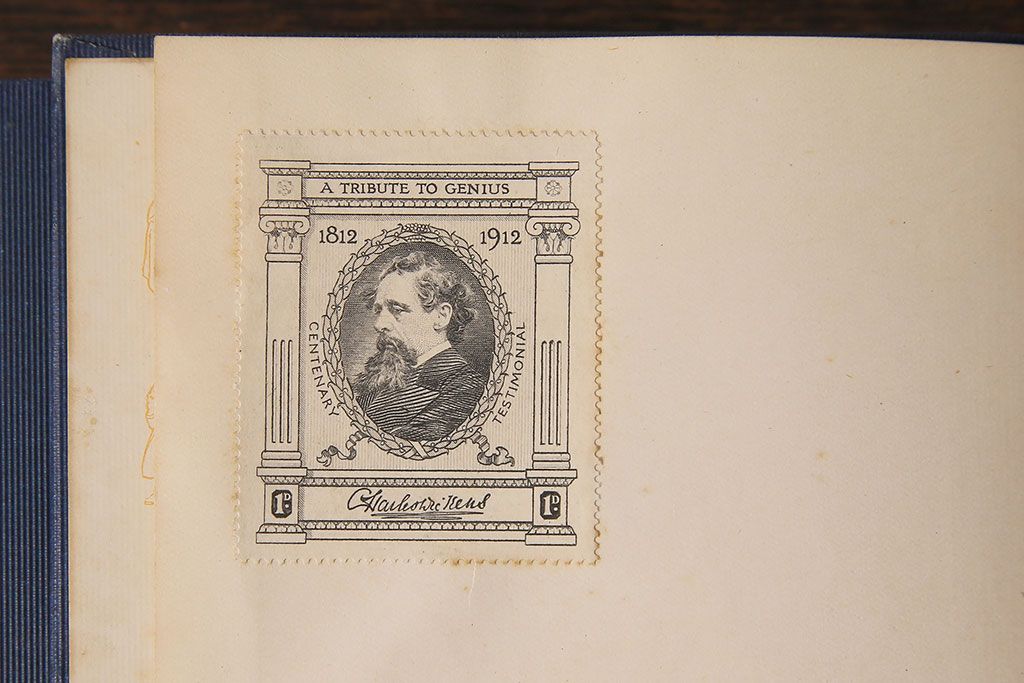 A TRIBUTE TO GENIUS
1812 1912
CENTENARY
TESTIMONIAL
1D. Charles Dickens 1D.